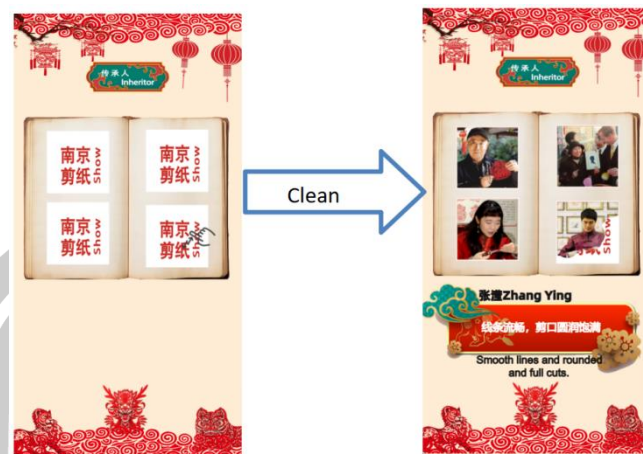 传承人
Inheritor
南京
剪纸
Show
南京
剪纸
Show
南京
剪纸
Show
南京
剪纸
Show
Clean
传承人
Inheritor
Show
张滢Zhang Ying
线条流畅，剪口圆润饱满
Smooth lines and rounded
and full cuts.